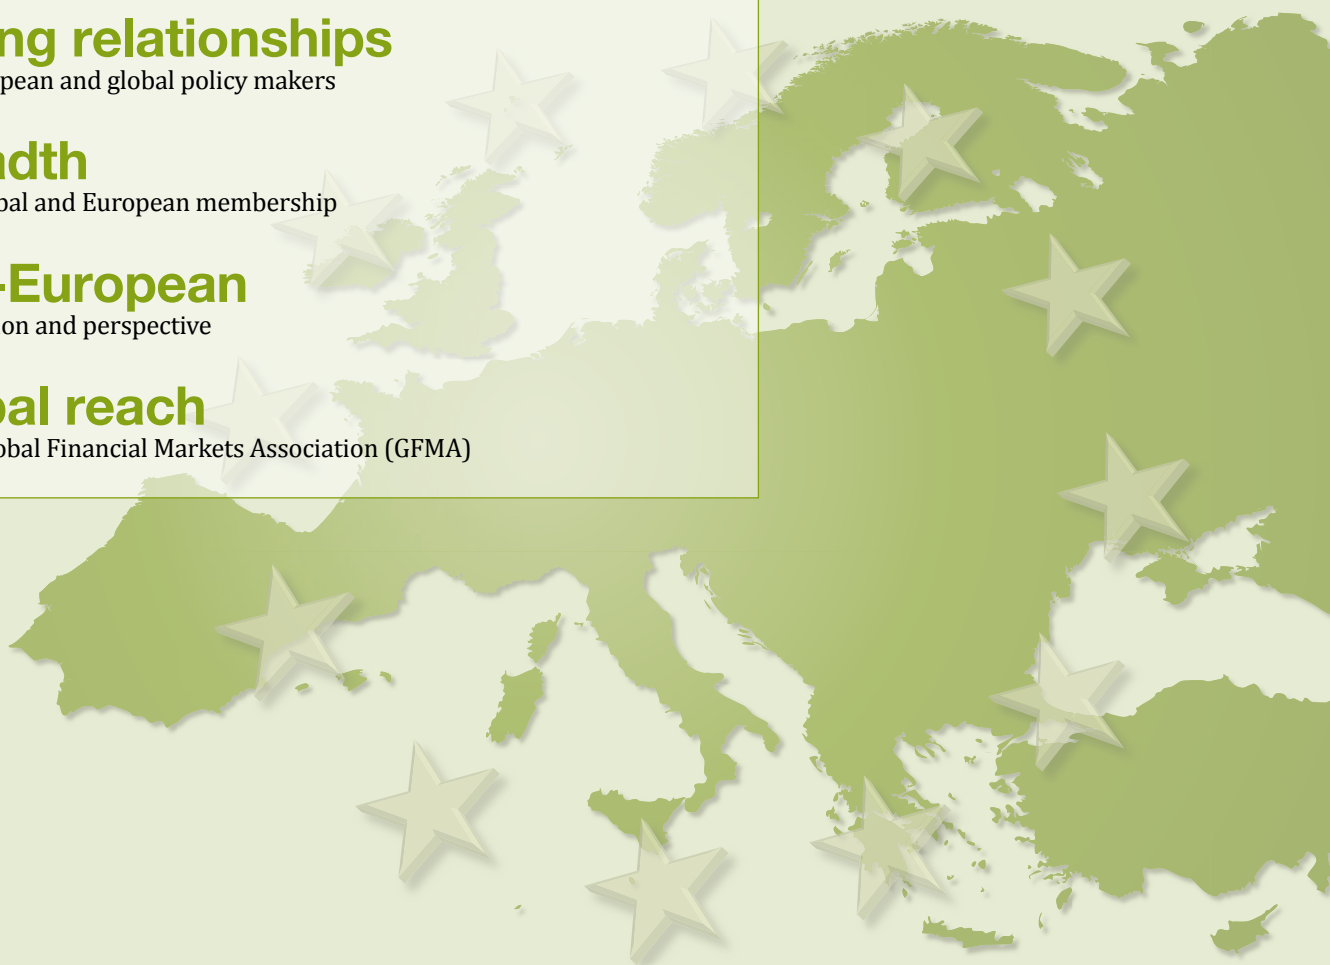 ng relationships
pean and global policy makers
adth
bal and European membership
-European
on and perspective
bal reach
obal Financial Markets Association (GFMA)